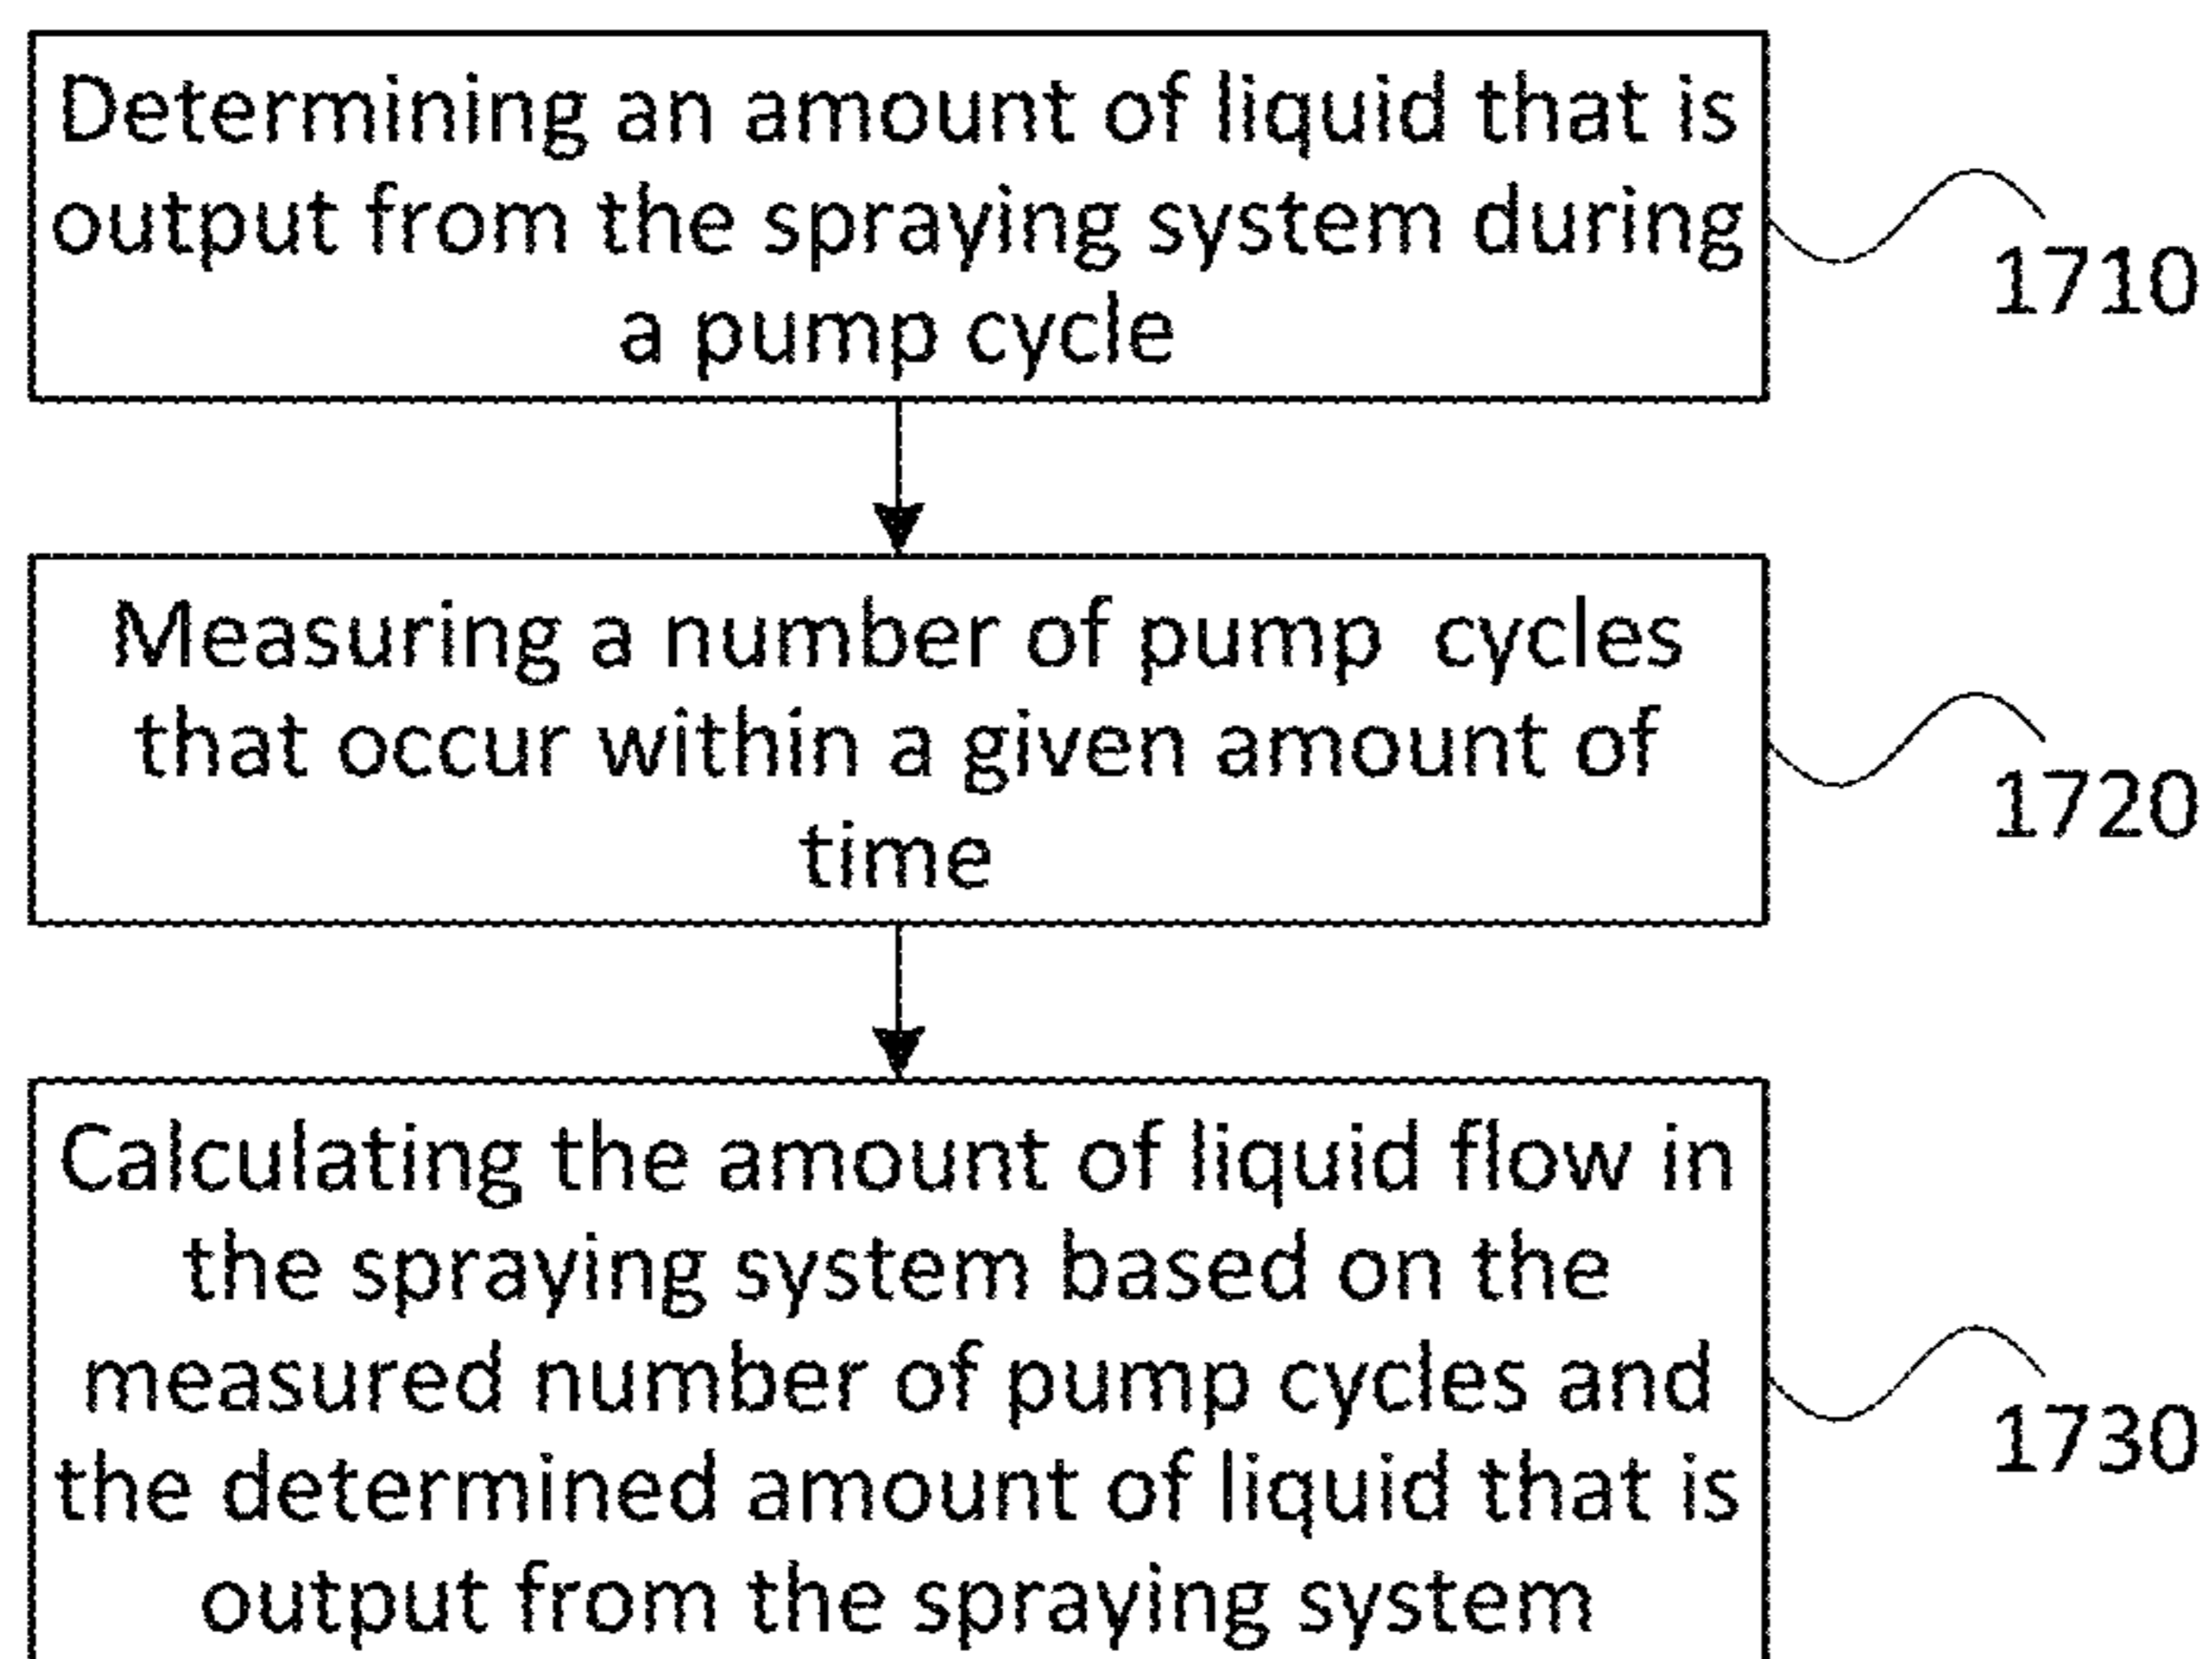 Determining an amount of liquid that is
output from the spraying system during
a pump cycle
1710
Measuring a number of pump  cycles
that occur within a given amount of
time
1720
Calculating the amount of liquid flow in
the spraying system based on the
measured number of pump cycles and
the determined amount of liquid that is
output from the spraying system
1730